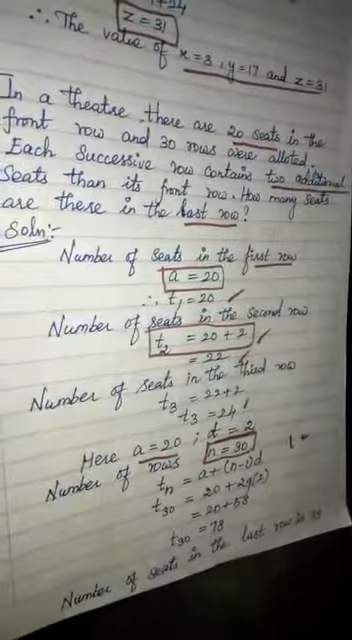 z = 31
∴ The value of x = 3, y = 17 and z = 31
In a theatre, there are 20 seats in the
front row and 30 rows were alloted.
Each successive row contains two additional
seats than its front row. How many seats
are there in the last row?
Soln:-
Number of seats in the first row
a = 20
∴ t₁ = 20
Number of seats in the second row
t₂ = 20 + 2
= 22
Number of seats in the third row
t₃ = 22+2
t₃ = 24
Here a = 20 ; d = 2
Number of rows n = 30
tₙ = a + (n-1)d
t₃₀ = 20 + 29(2)
= 20 + 58
t₃₀ = 78
Number of seats in the last row is 78